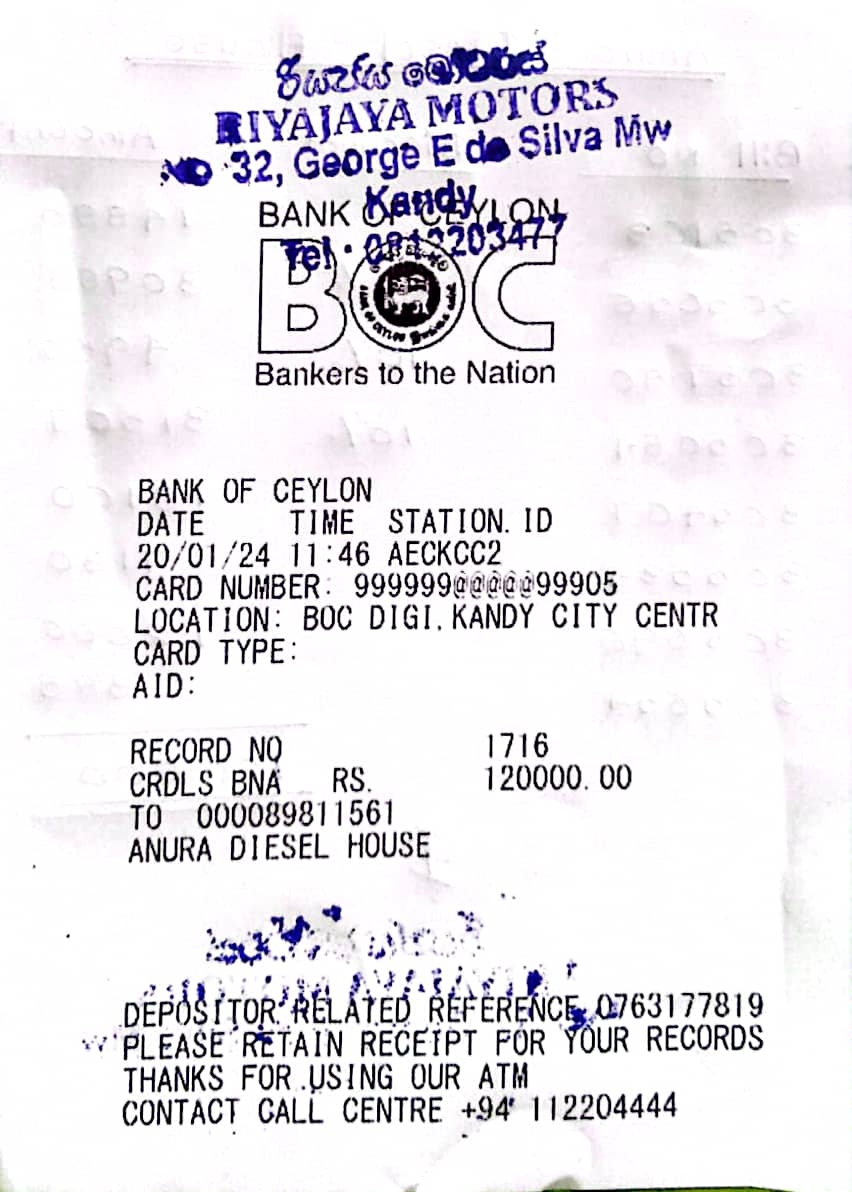 රියජය මෝටර්ස්
RIYAJAYA MOTORS
NO 32, George E de Silva Mw
Kandy
BANK OF CEYLON
Tel : 0812203477
BOC
Bankers to the Nation
BANK OF CEYLON
DATE TIME STATION.ID
20/01/24 11:46 AECKCC2
CARD NUMBER: 999999@@@@@99905
LOCATION: BOC DIGI.KANDY CITY CENTR
CARD TYPE:
AID:
RECORD NO 1716
CRDLS BNA RS. 120000.00
TO 000089811561
ANURA DIESEL HOUSE
DEPOSITOR RELATED REFERENCE 0763177819
PLEASE RETAIN RECEIPT FOR YOUR RECORDS
THANKS FOR USING OUR ATM
CONTACT CALL CENTRE +94 112204444